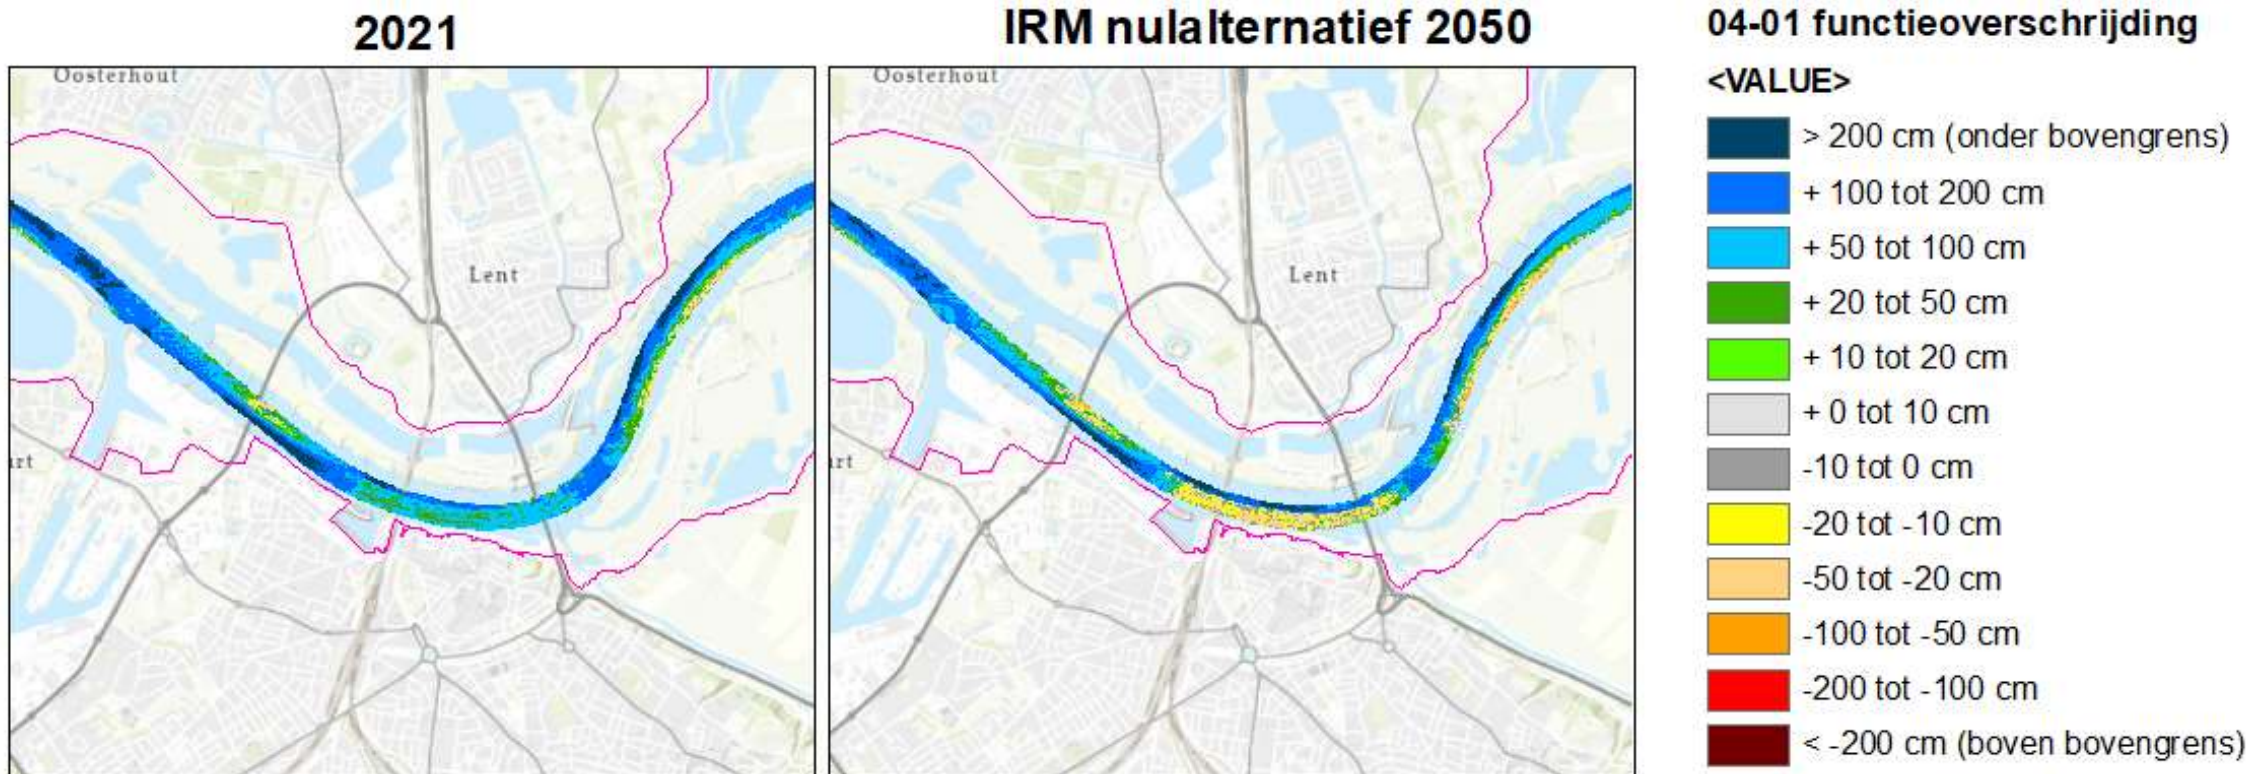 2021
IRM nulalternatief 2050
04-01 functieoverschrijding
<VALUE>
> 200 cm (onder bovengrens)
+ 100 tot 200 cm
+ 50 tot 100 cm
+ 20 tot 50 cm
+ 10 tot 20 cm
+ 0 tot 10 cm
-10 tot 0 cm
-20 tot -10 cm
-50 tot -20 cm
-100 tot -50 cm
-200 tot -100 cm
< -200 cm (boven bovengrens)
Oosterhout
Lent
urt
Oosterhout
Lent
urt